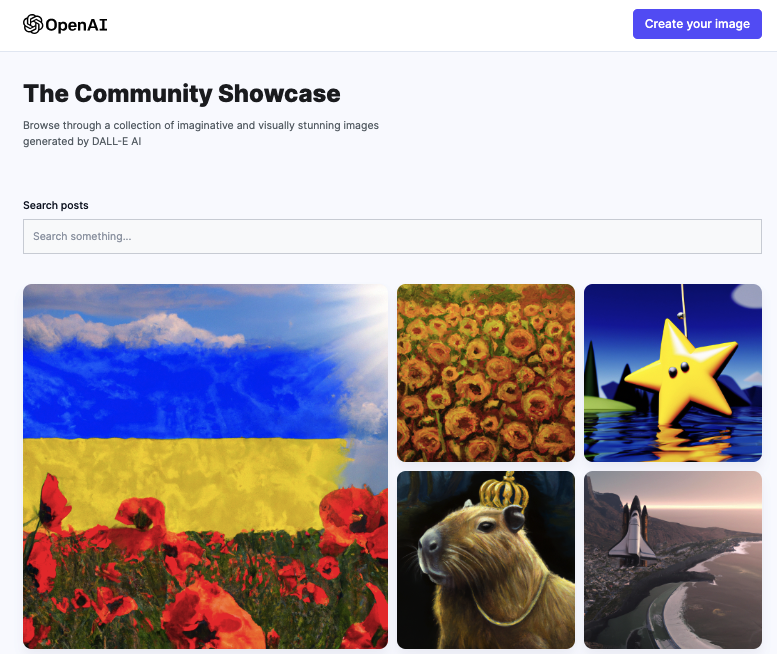 OpenAI
Create your image
The Community Showcase
Browse through a collection of imaginative and visually stunning images
generated by DALL-E AI
Search posts
Search something...